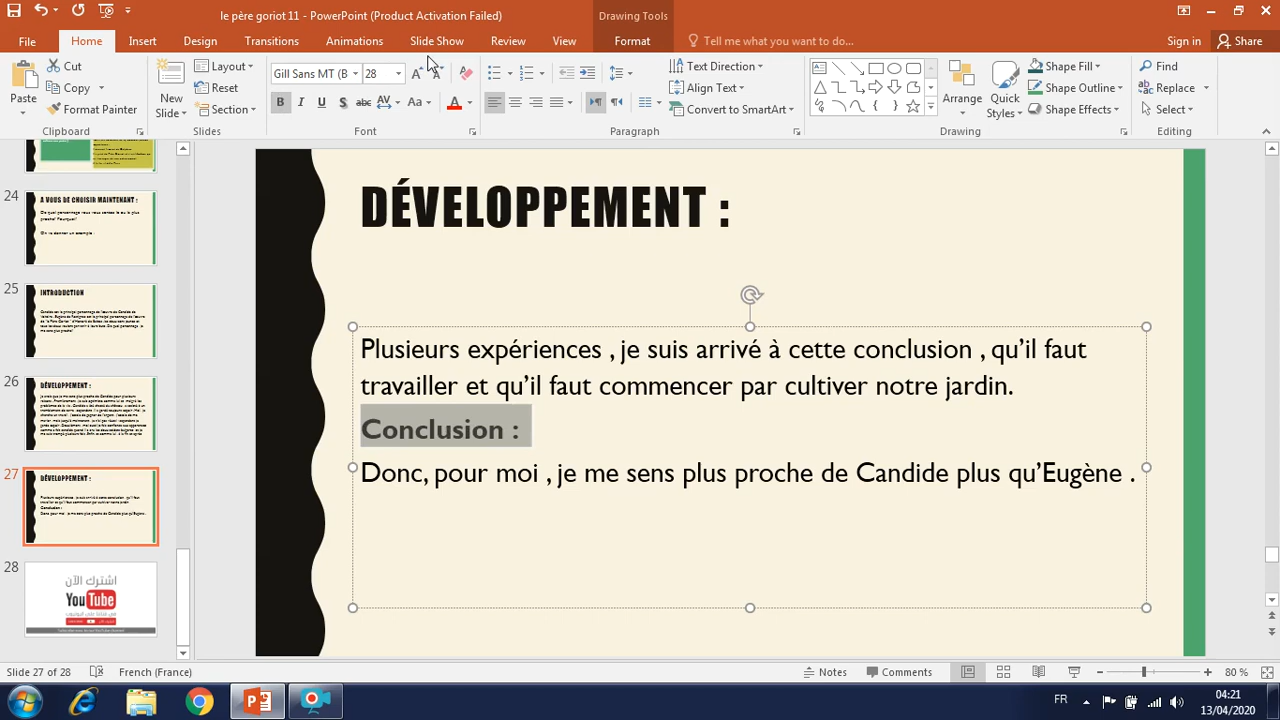 le père goriot 11 - PowerPoint (Product Activation Failed)
Drawing Tools
File
Home
Insert
Design
Transitions
Animations
Slide Show
Review
View
Format
Tell me what you want to do...
Sign in
Share
Paste
Cut
Copy
Format Painter
Clipboard
New Slide
Layout
Reset
Section
Slides
Gill Sans MT (B
28
Font
Paragraph
Text Direction
Align Text
Convert to SmartArt
Arrange
Quick Styles
Shape Fill
Shape Outline
Shape Effects
Drawing
Find
Replace
Select
Editing
24
A VOUS DE CHOISIR MAINTENANT :
25
INTRODUCTION
26
DÉVELOPPEMENT :
27
DÉVELOPPEMENT :
28
اشترك الآن
YouTube
DÉVELOPPEMENT :
Plusieurs expériences , je suis arrivé à cette conclusion , qu’il faut
travailler et qu’il faut commencer par cultiver notre jardin.
Conclusion :
Donc, pour moi , je me sens plus proche de Candide plus qu’Eugène .
Slide 27 of 28
French (France)
Notes
Comments
80 %
FR
04:21
13/04/2020